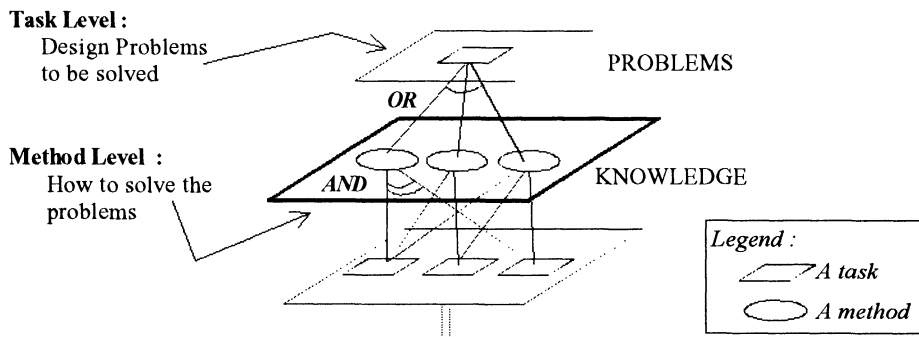 Task Level :
Design Problems
to be solved
PROBLEMS
OR
Method Level :
How to solve the
problems
AND
KNOWLEDGE
Legend :
A task
A method